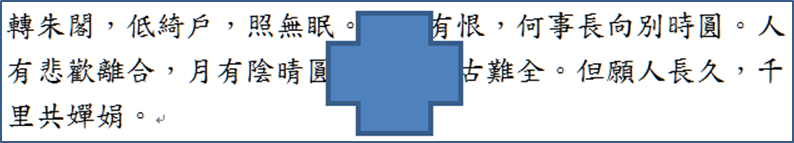 轉朱閣，低綺戶，照無眠。有恨，何事長向別時圓。人
有悲歡離合，月有陰晴圓古難全。但願人長久，千
里共嬋娟。